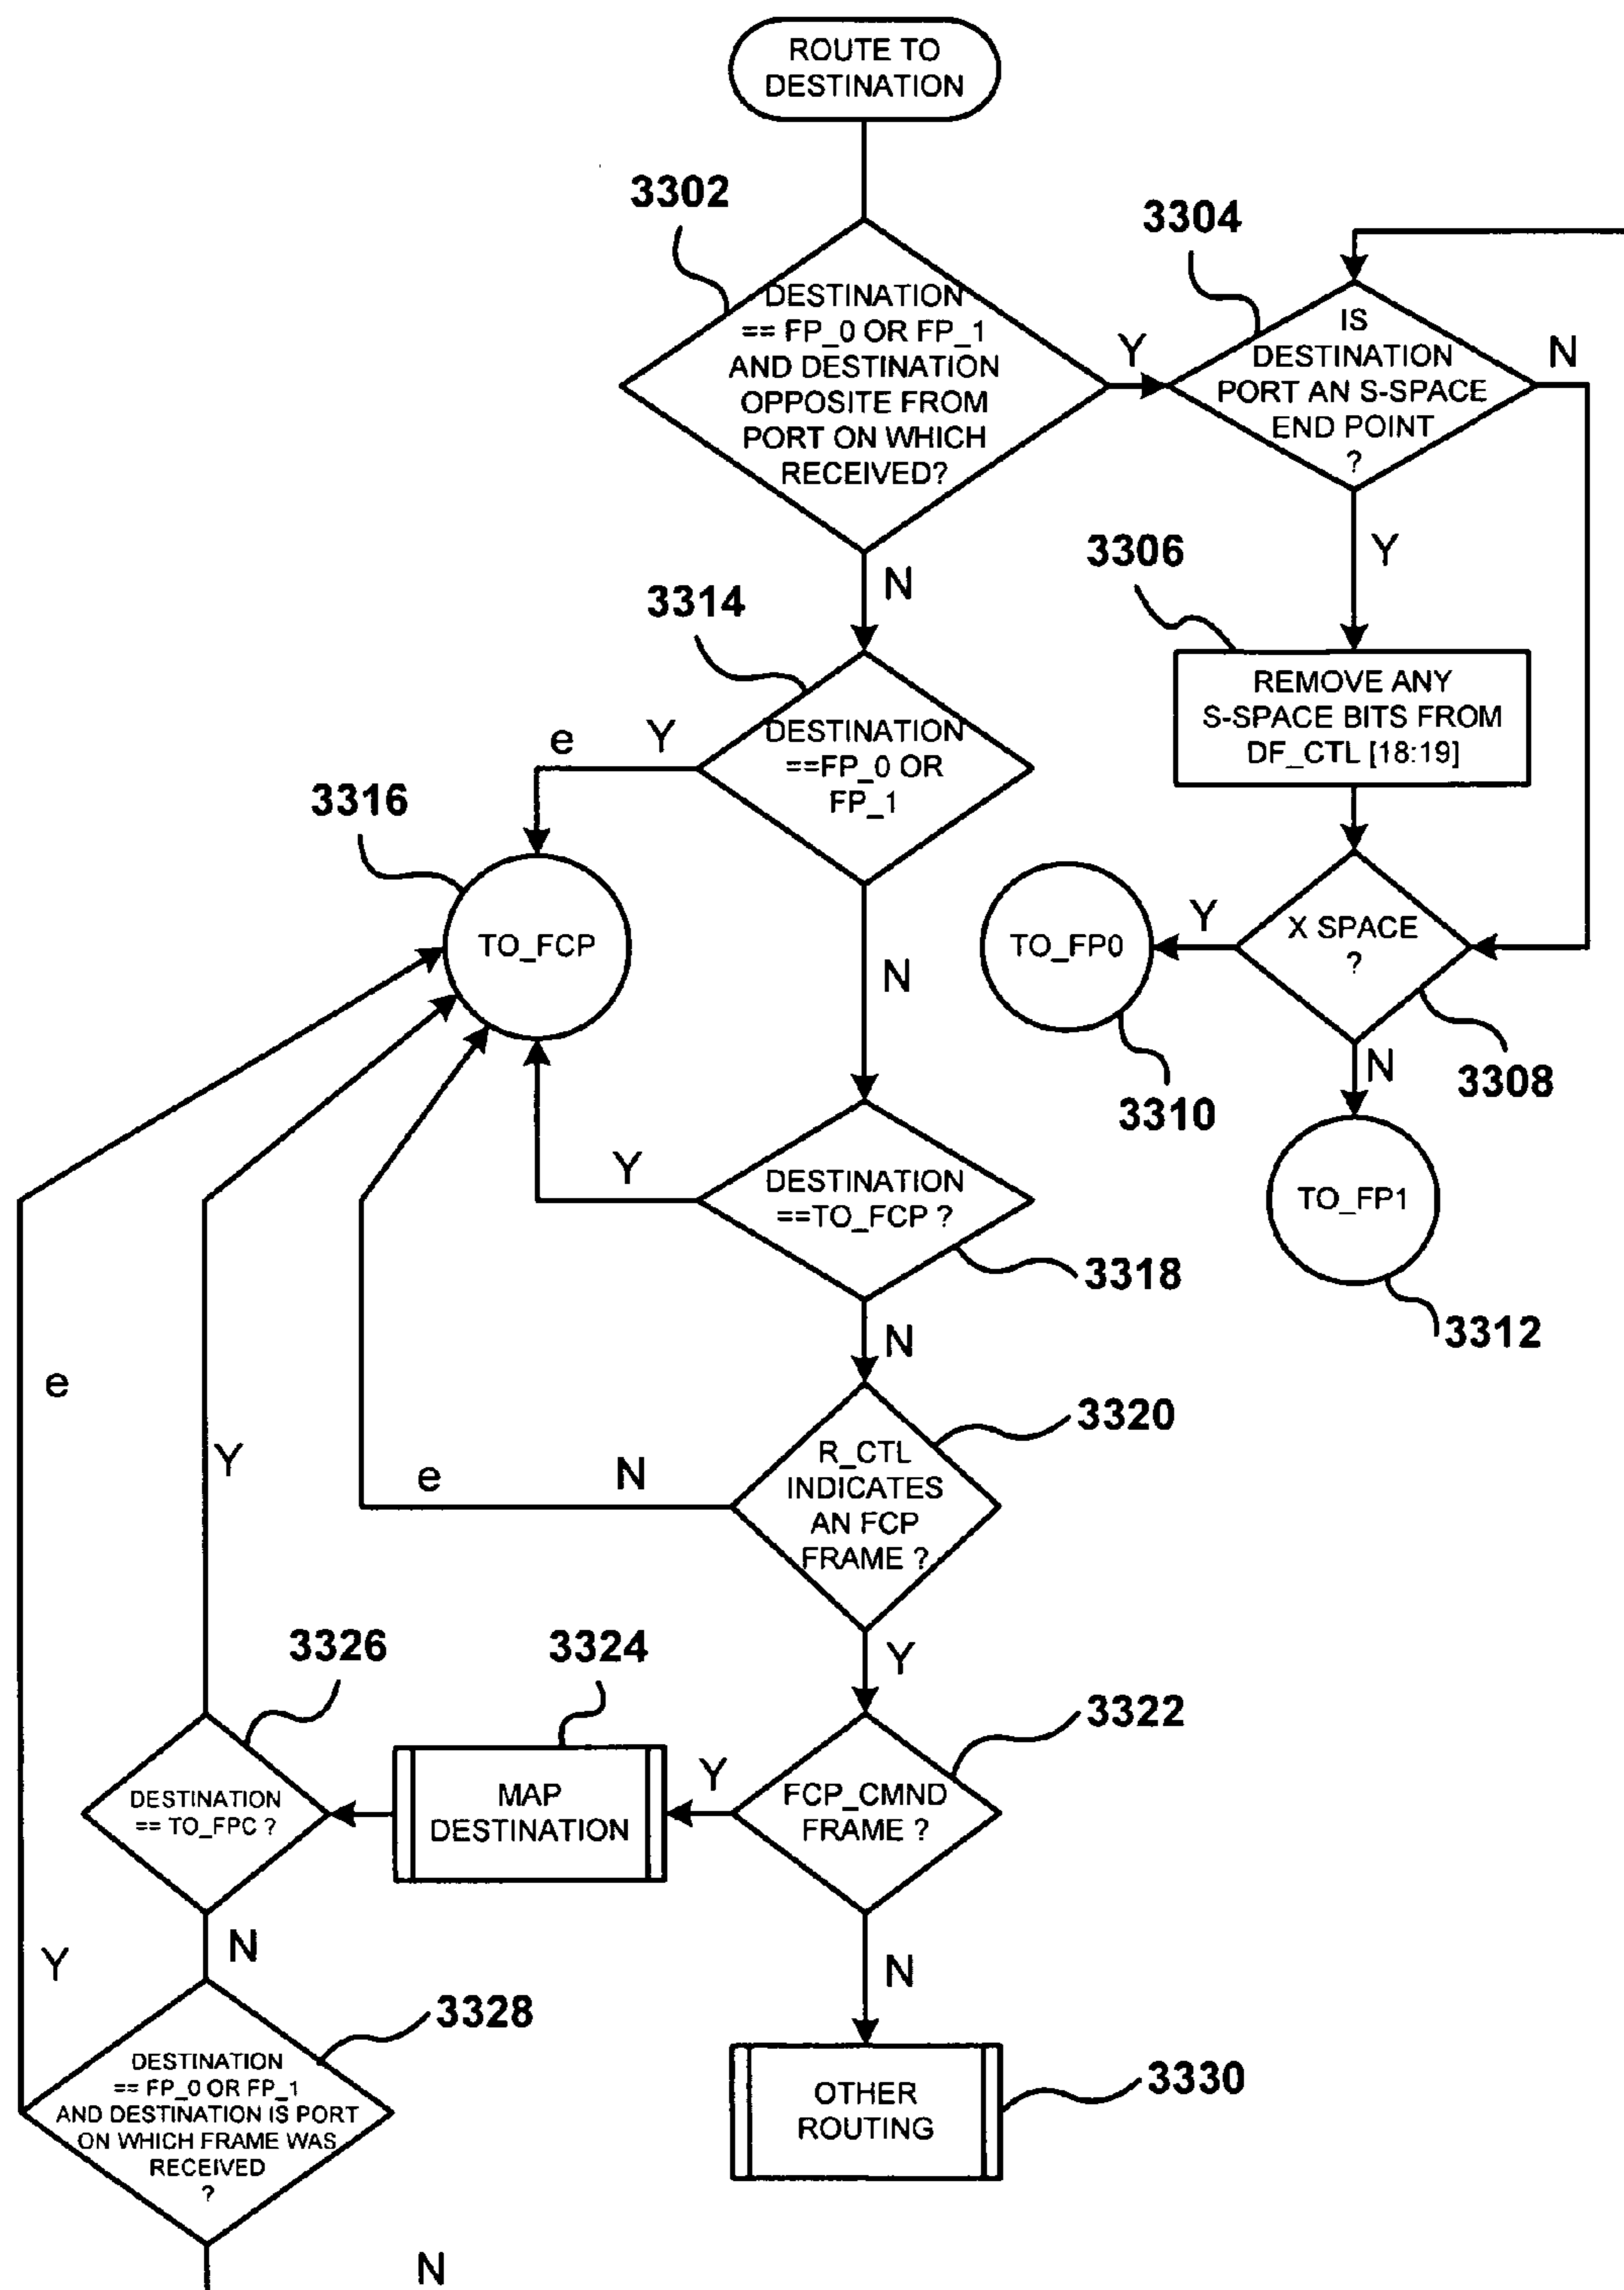 ROUTE TO
DESTINATION
3302
DESTINATION
== FP_0 OR FP_1
AND DESTINATION
OPPOSITE FROM
PORT ON WHICH
RECEIVED?
Y
N
3304
IS
DESTINATION
PORT AN S-SPACE
END POINT
?
N
Y
3306
REMOVE ANY
S-SPACE BITS FROM
DF_CTL [18:19]
X SPACE
?
Y
N
3308
TO_FP0
3310
TO_FP1
3312
3314
DESTINATION
==FP_0 OR
FP_1
Y
e
N
3316
TO_FCP
DESTINATION
==TO_FCP ?
Y
3318
N
3320
R_CTL
INDICATES
AN FCP
FRAME ?
N
e
Y
3322
FCP_CMND
FRAME ?
Y
N
3324
MAP
DESTINATION
3326
DESTINATION
== TO_FPC ?
Y
N
3328
DESTINATION
== FP_0 OR FP_1
AND DESTINATION IS PORT
ON WHICH FRAME WAS
RECEIVED
?
Y
e
N
OTHER
ROUTING
3330